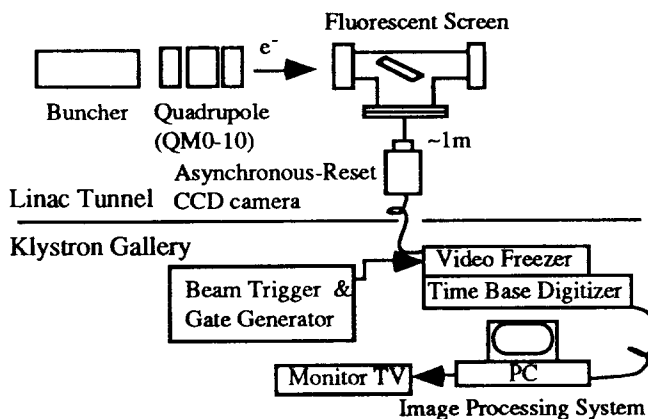 Fluorescent Screen
e⁻
Buncher
Quadrupole
(QM0-10)
~1m
Asynchronous-Reset
CCD camera
Linac Tunnel
Klystron Gallery
Beam Trigger &
Gate Generator
Video Freezer
Time Base Digitizer
Monitor TV
PC
Image Processing System